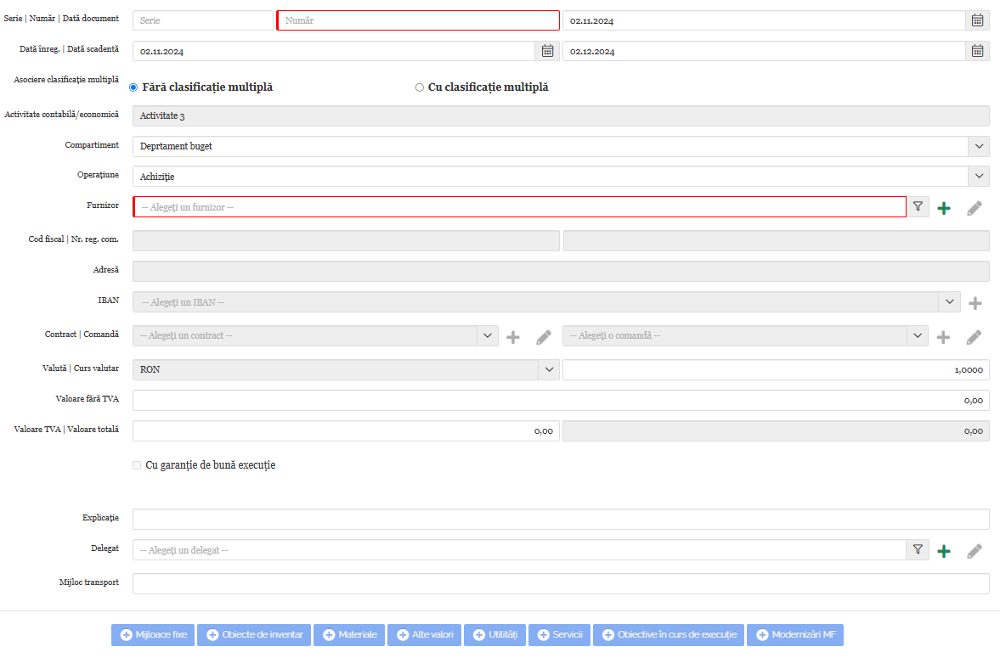 Serie | Număr | Dată document Serie Număr 02.11.2024
Dată înreg. | Dată scadentă 02.11.2024 02.12.2024
Asociere clasificație multiplă Fără clasificație multiplă Cu clasificație multiplă
Activitate contabilă/economică Activitate 3
Compartiment Deprtament buget
Operațiune Achiziție
Furnizor -- Alegeți un furnizor --
Cod fiscal | Nr. reg. com.
Adresă
IBAN -- Alegeți un IBAN --
Contract | Comandă -- Alegeți un contract -- -- Alegeți o comandă --
Valută | Curs valutar RON 1,0000
Valoare fără TVA 0,00
Valoare TVA | Valoare totală 0,00 0,00
Cu garanție de bună execuție
Explicație
Delegat -- Alegeți un delegat --
Mijloc transport
Mijloace fixe Obiecte de inventar Materiale Alte valori Utilități Servicii Obiective în curs de execuție Modernizări MF